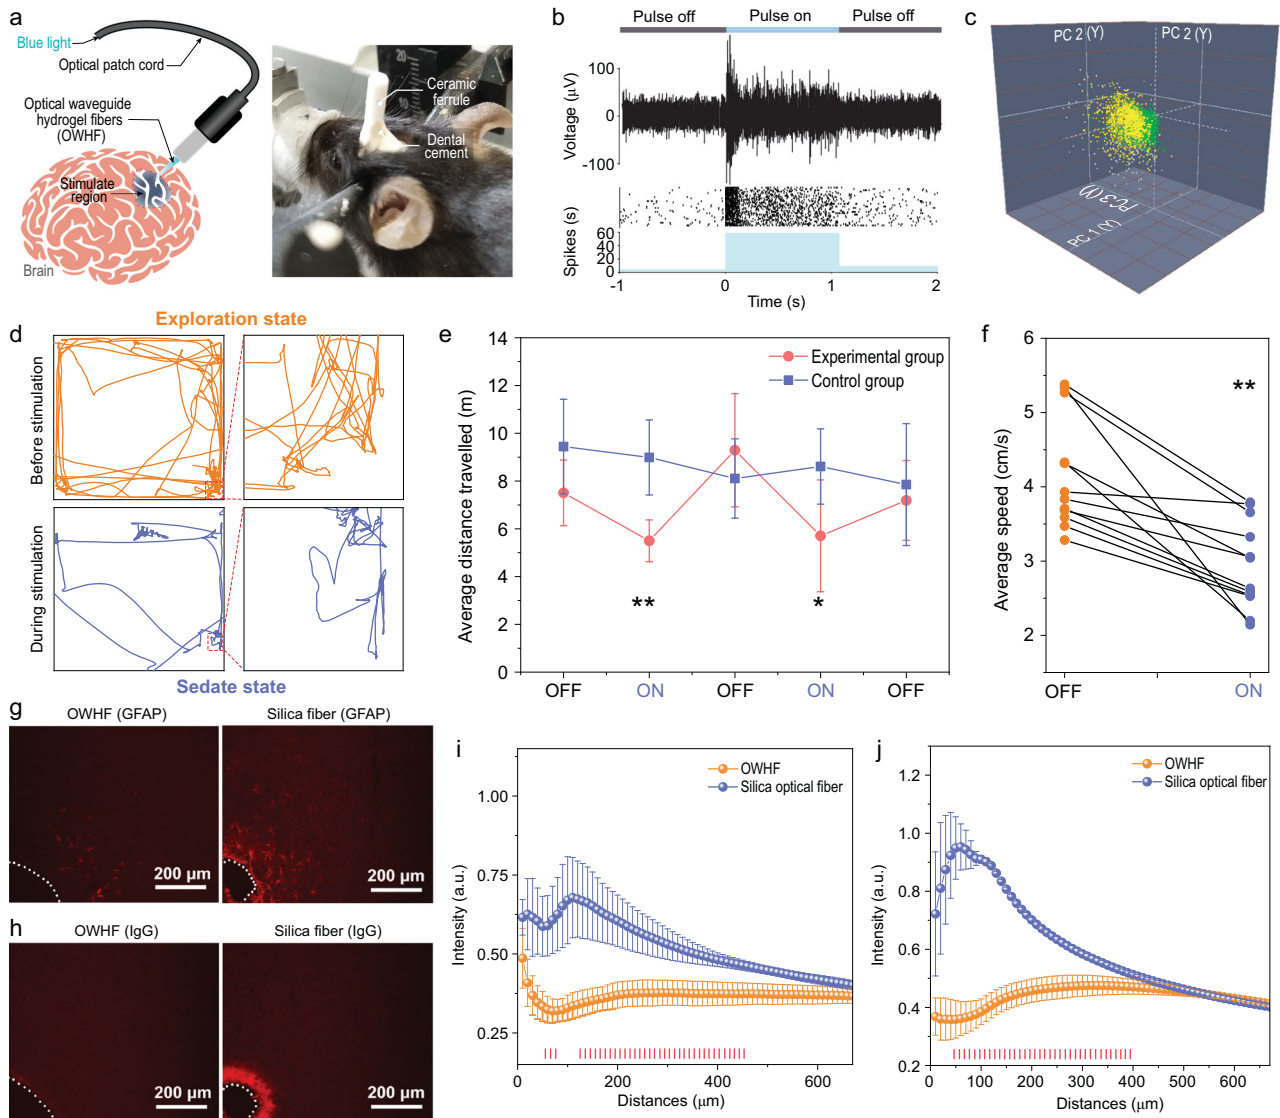 a
Blue light
Optical patch cord
Optical waveguide
hydrogel fibers
(OWHF)
Stimulate
region
Brain
Ceramic
ferrule
Dental
cement
20
10
b
Pulse off
Pulse on
Pulse off
Voltage (μV)
100
0
-100
Spikes (s)
60
40
20
0
-1
0
1
2
Time (s)
c
PC 2 (Y)
PC 2 (Y)
PC 3 (Y)
PC 1 (Y)
d
Exploration state
Before stimulation
During stimulation
Sedate state
e
Average distance travelled (m)
14
12
10
8
6
4
2
0
Experimental group
Control group
**
*
OFF
ON
OFF
ON
OFF
f
Average speed (cm/s)
6
5
4
3
2
**
OFF
ON
g
OWHF (GFAP)
Silica fiber (GFAP)
200 μm
200 μm
h
OWHF (IgG)
Silica fiber (IgG)
200 μm
200 μm
i
Intensity (a.u.)
1.00
0.75
0.50
0.25
OWHF
Silica optical fiber
0
200
400
600
Distances (μm)
j
Intensity (a.u.)
1.2
1.0
0.8
0.6
0.4
0.2
OWHF
Silica optical fiber
0
100
200
300
400
500
600
Distances (μm)